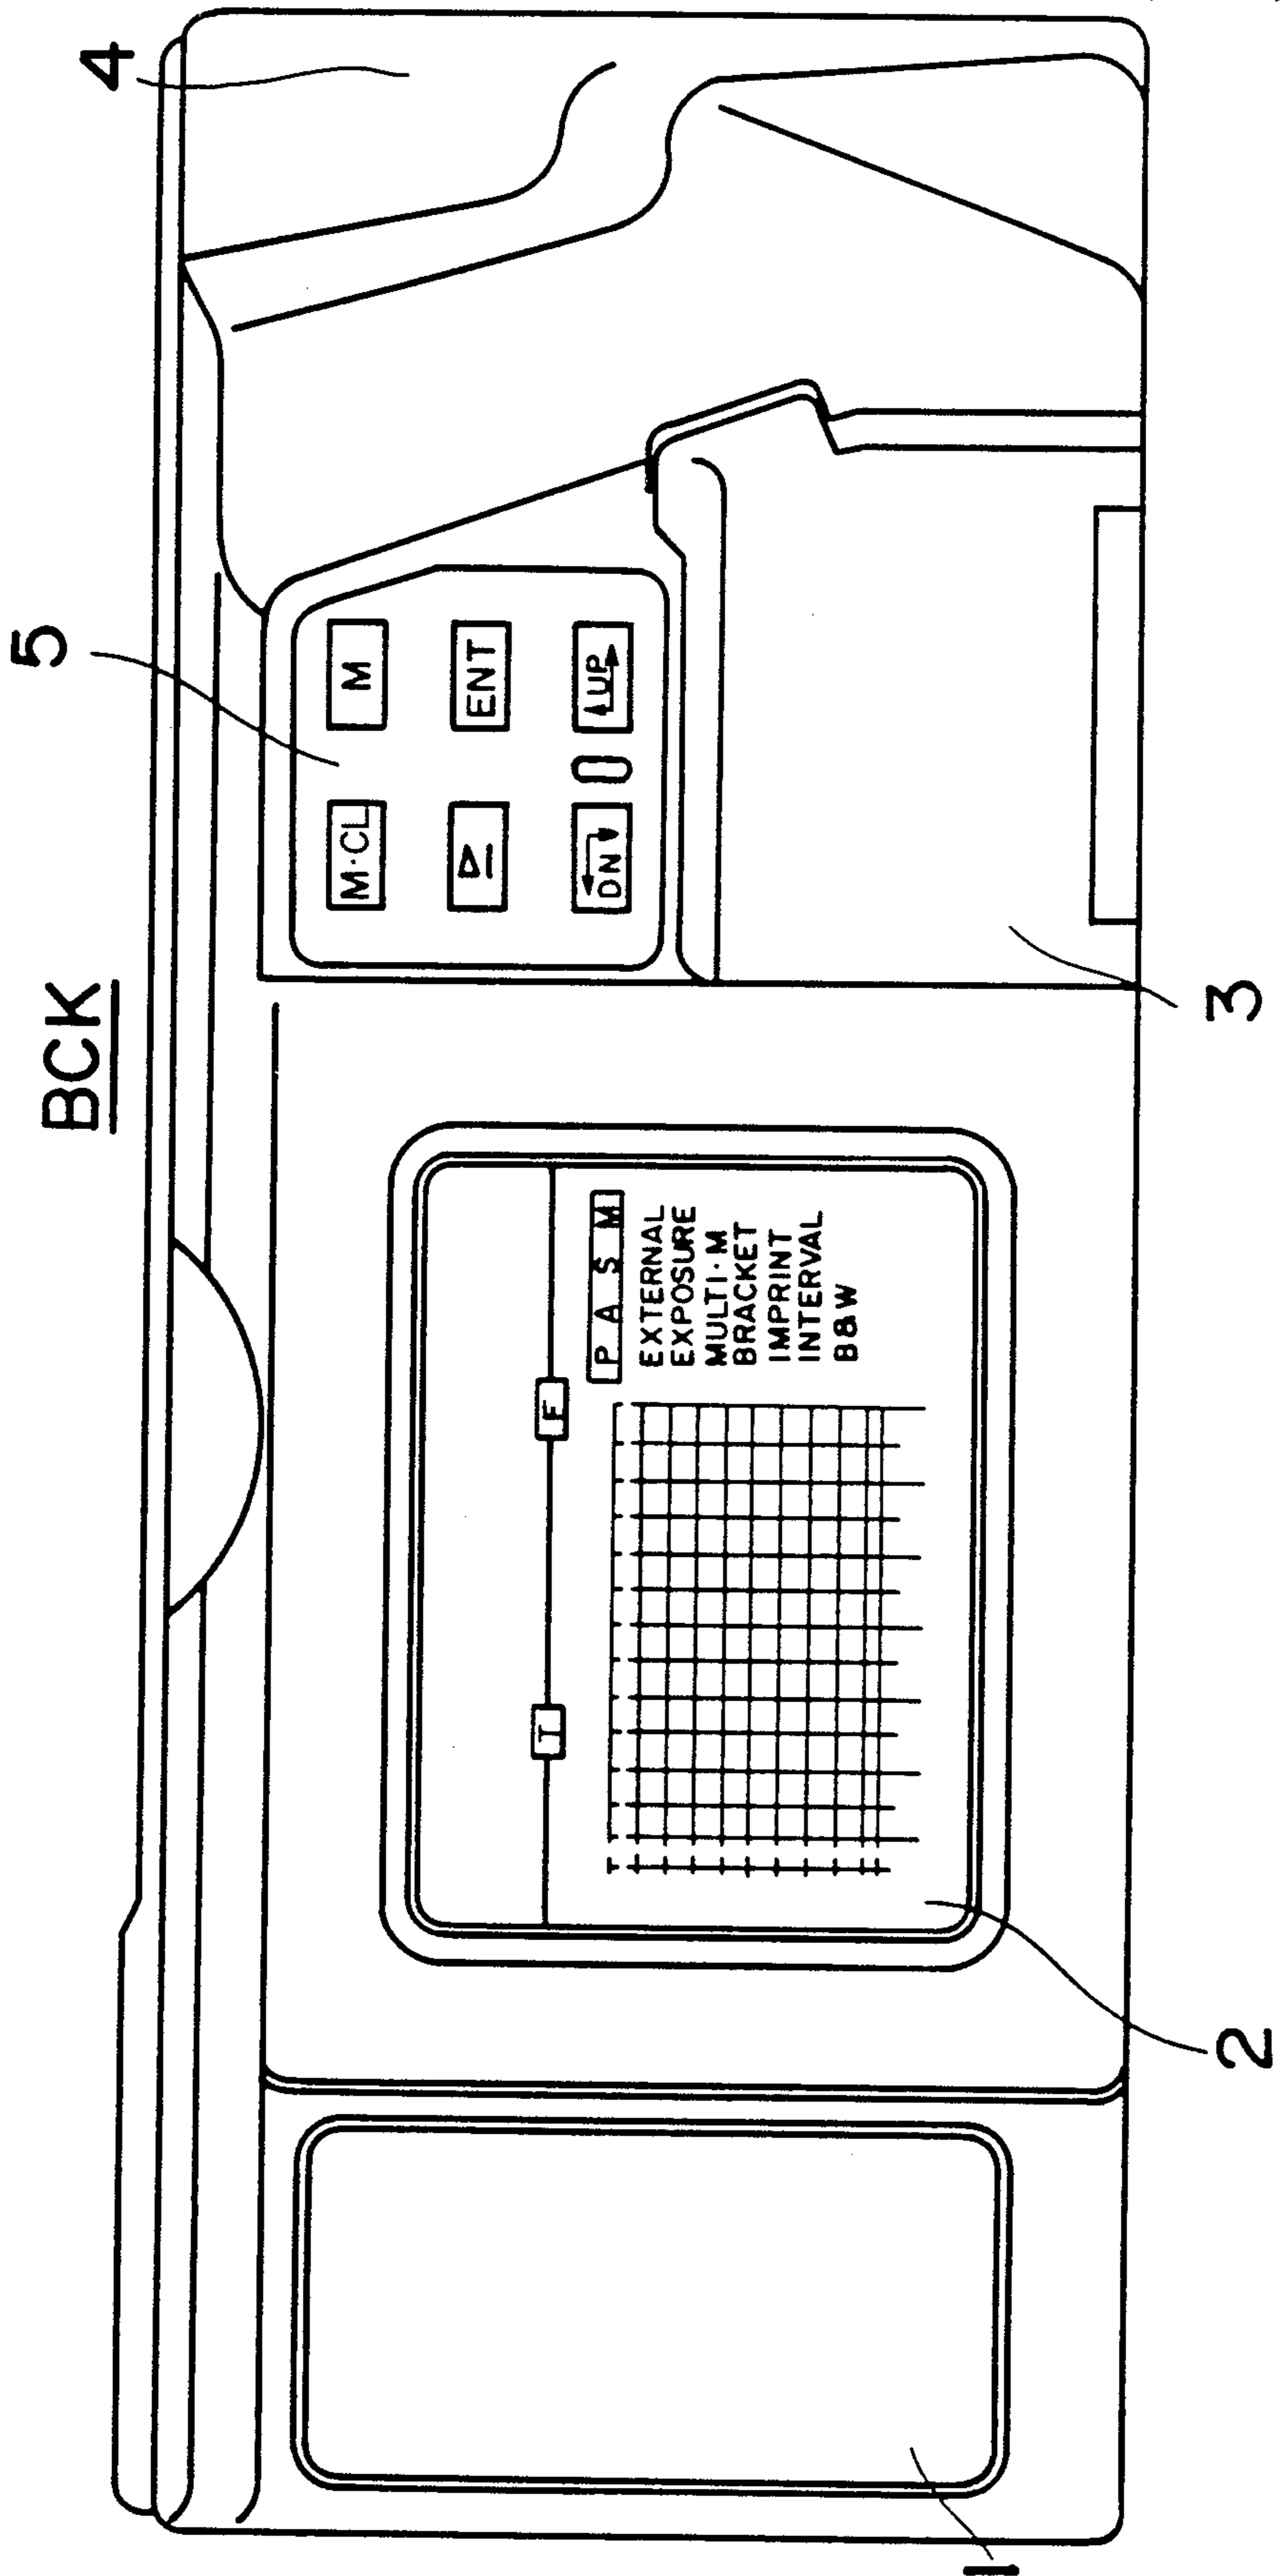 BCK
4
5
M·CL M
ENT
DN UP
T E
P A S M
EXTERNAL
EXPOSURE
MULTI·M
BRACKET
IMPRINT
INTERVAL
B&W
1
2
3